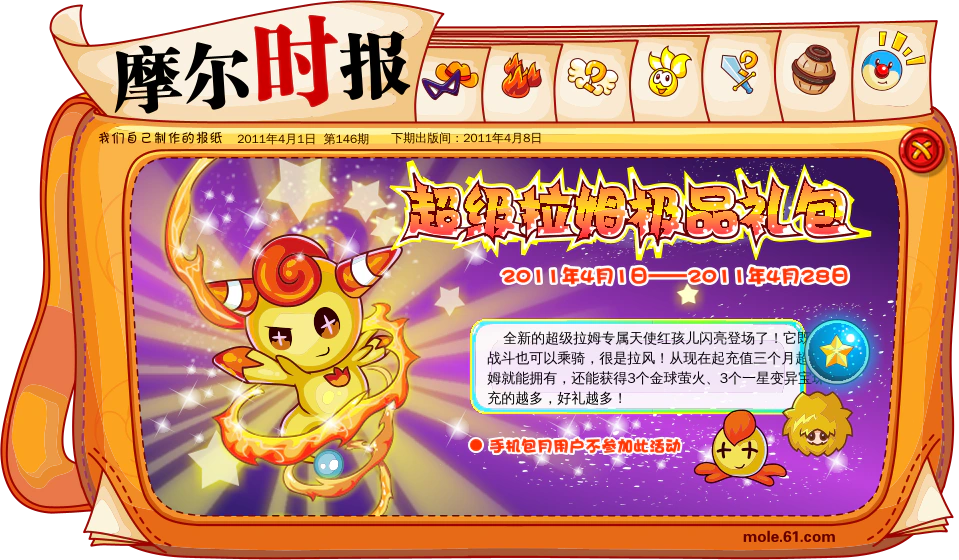 摩尔时报
我们自己制作的报纸 2011年4月1日 第146期 下期出版间：2011年4月8日
超级拉姆极品礼包
2011年4月1日——2011年4月28日
全新的超级拉姆专属天使红孩儿闪亮登场了！它既
战斗也可以乘骑，很是拉风！从现在起充值三个月超
姆就能拥有，还能获得3个金球萤火、3个一星变异宝
充的越多，好礼越多！
手机包月用户不参加此活动
mole.61.com